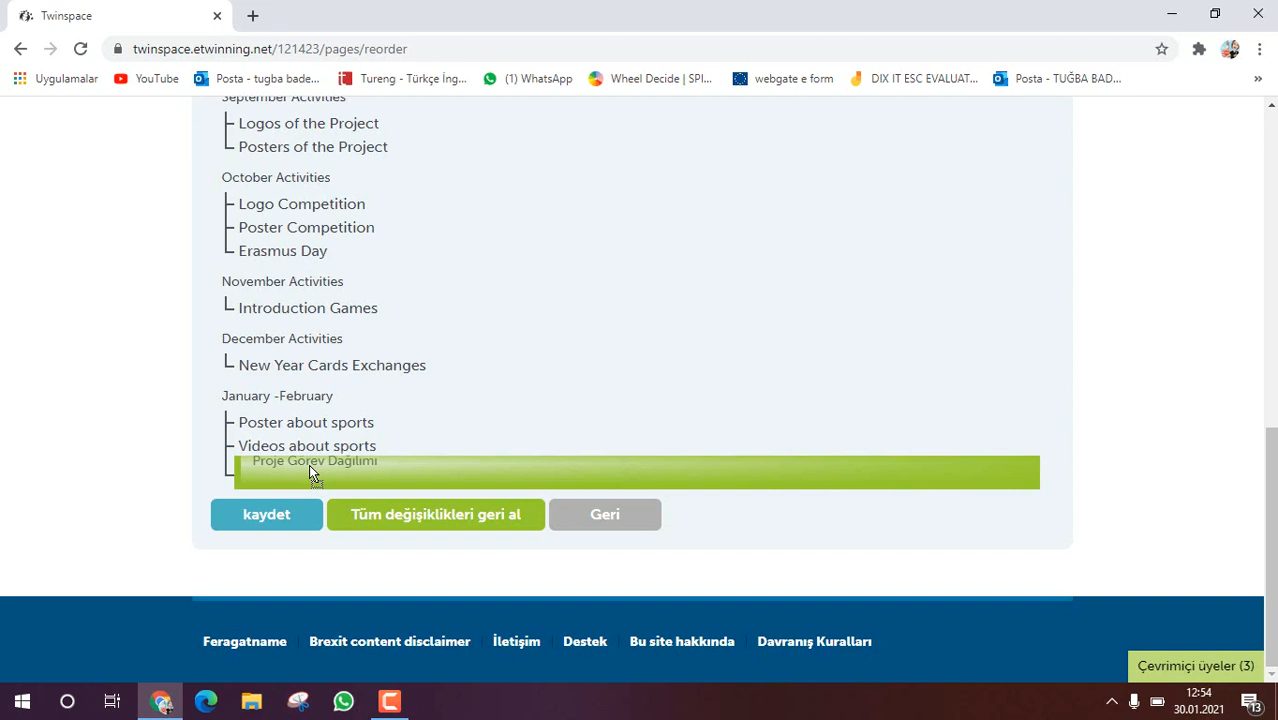 Twinspace
twinspace.etwinning.net/121423/pages/reorder
Uygulamalar YouTube Posta - tugba bade... Tureng - Türkçe İng... (1) WhatsApp Wheel Decide | SPI... webgate e form DIX IT ESC EVALUAT... Posta - TUĞBA BAD... »
September Activities
Logos of the Project
Posters of the Project
October Activities
Logo Competition
Poster Competition
Erasmus Day
November Activities
Introduction Games
December Activities
New Year Cards Exchanges
January -February
Poster about sports
Videos about sports
Proje Görev Dağılımı
kaydet Tüm değişiklikleri geri al Geri
Feragatname Brexit content disclaimer İletişim Destek Bu site hakkında Davranış Kuralları
Çevrimiçi üyeler (3)
12:54
30.01.2021
13